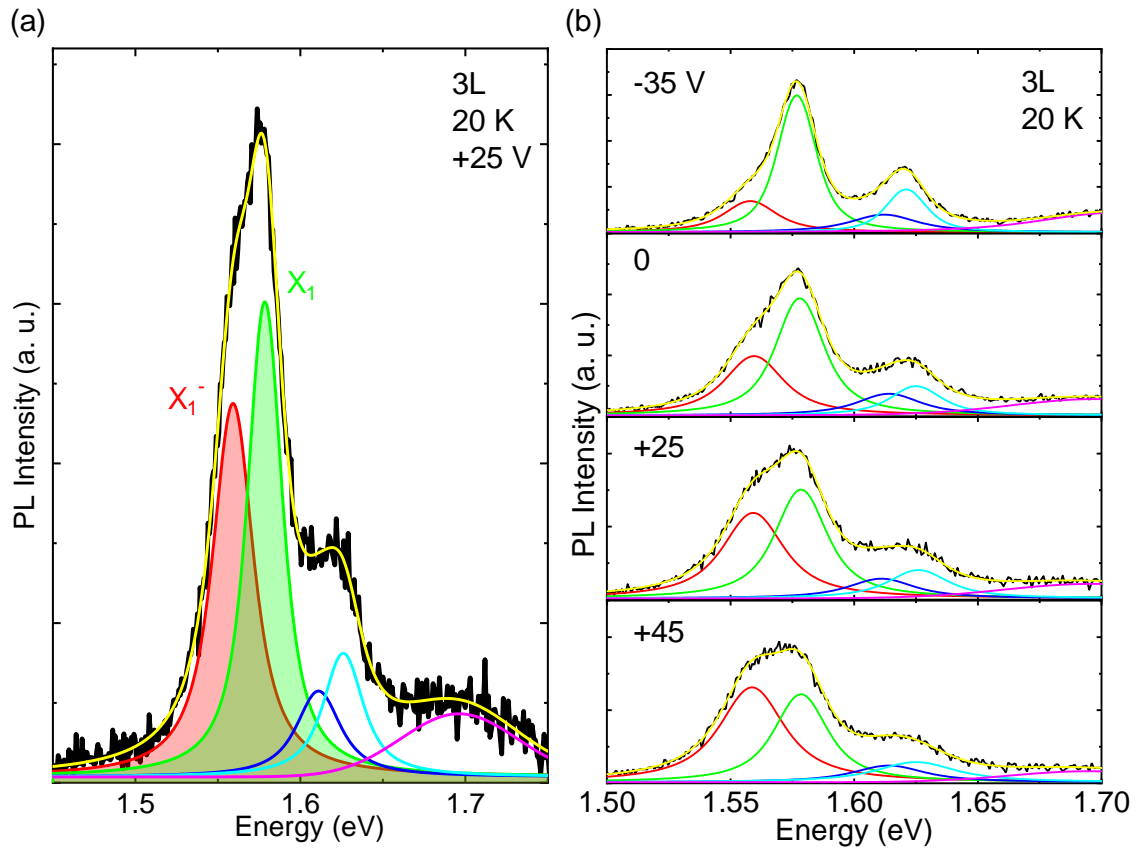 (a)
3L
20 K
+25 V
X₁
X₁⁻
PL Intensity (a. u.)
1.5
1.6
1.7
Energy (eV)
(b)
-35 V
3L
20 K
0
+25
+45
PL Intensity (a. u.)
1.50
1.55
1.60
1.65
1.70
Energy (eV)